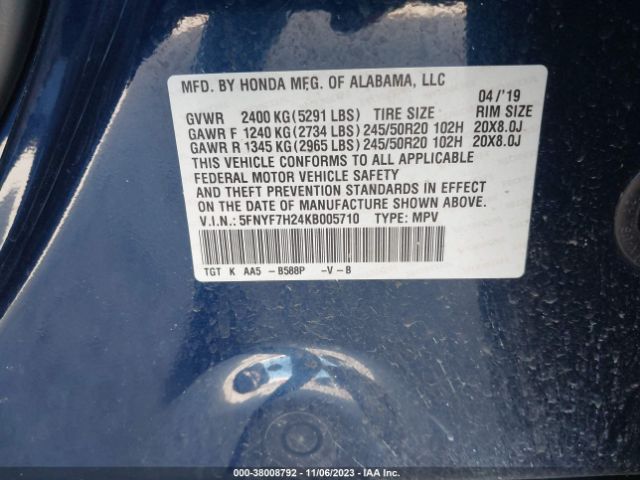 MFD. BY HONDA MFG. OF ALABAMA, LLC
04/'19
GVWR 2400 KG(5291 LBS) TIRE SIZE RIM SIZE
GAWR F 1240 KG(2734 LBS) 245/50R20 102H 20X8.0J
GAWR R 1345 KG(2965 LBS) 245/50R20 102H 20X8.0J
THIS VEHICLE CONFORMS TO ALL APPLICABLE
FEDERAL MOTOR VEHICLE SAFETY
AND THEFT PREVENTION STANDARDS IN EFFECT
ON THE DATE OF MANUFACTURE SHOWN ABOVE.
V.I.N.: 5FNYF7H24KB005710 TYPE: MPV
TGT K AA5 -B588P -V-B
000-38008792 - 11/06/2023 - IAA Inc.